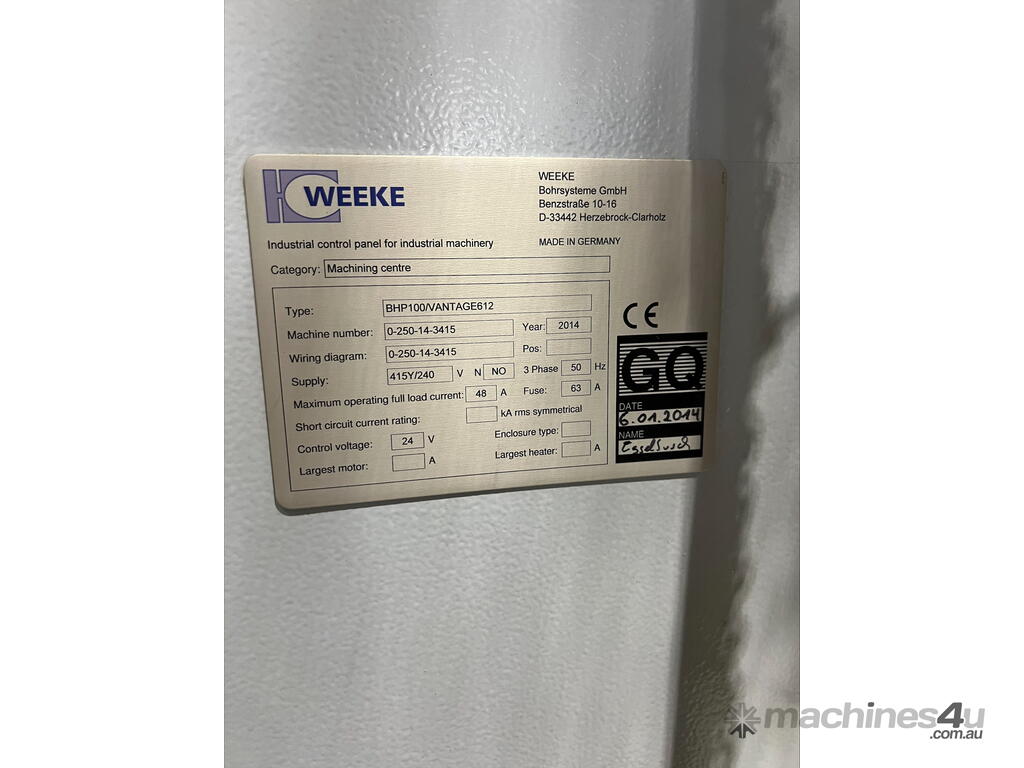 WEEKE
WEEKE
Bohrsysteme GmbH
Benzstraße 10-16
D-33442 Herzebrock-Clarholz
Industrial control panel for industrial machinery
MADE IN GERMANY
Category: Machining centre
Type: BHP100/VANTAGE612
Machine number: 0-250-14-3415 Year: 2014
Wiring diagram: 0-250-14-3415 Pos:
Supply: 415Y/240 V N NO 3 Phase 50 Hz
Maximum operating full load current: 48 A Fuse: 63 A
Short circuit current rating: kA rms symmetrical
Control voltage: 24 V Enclosure type:
Largest motor: A Largest heater: A
CE
GQ
DATE
6.01.2014
NAME
machines4u
.com.au